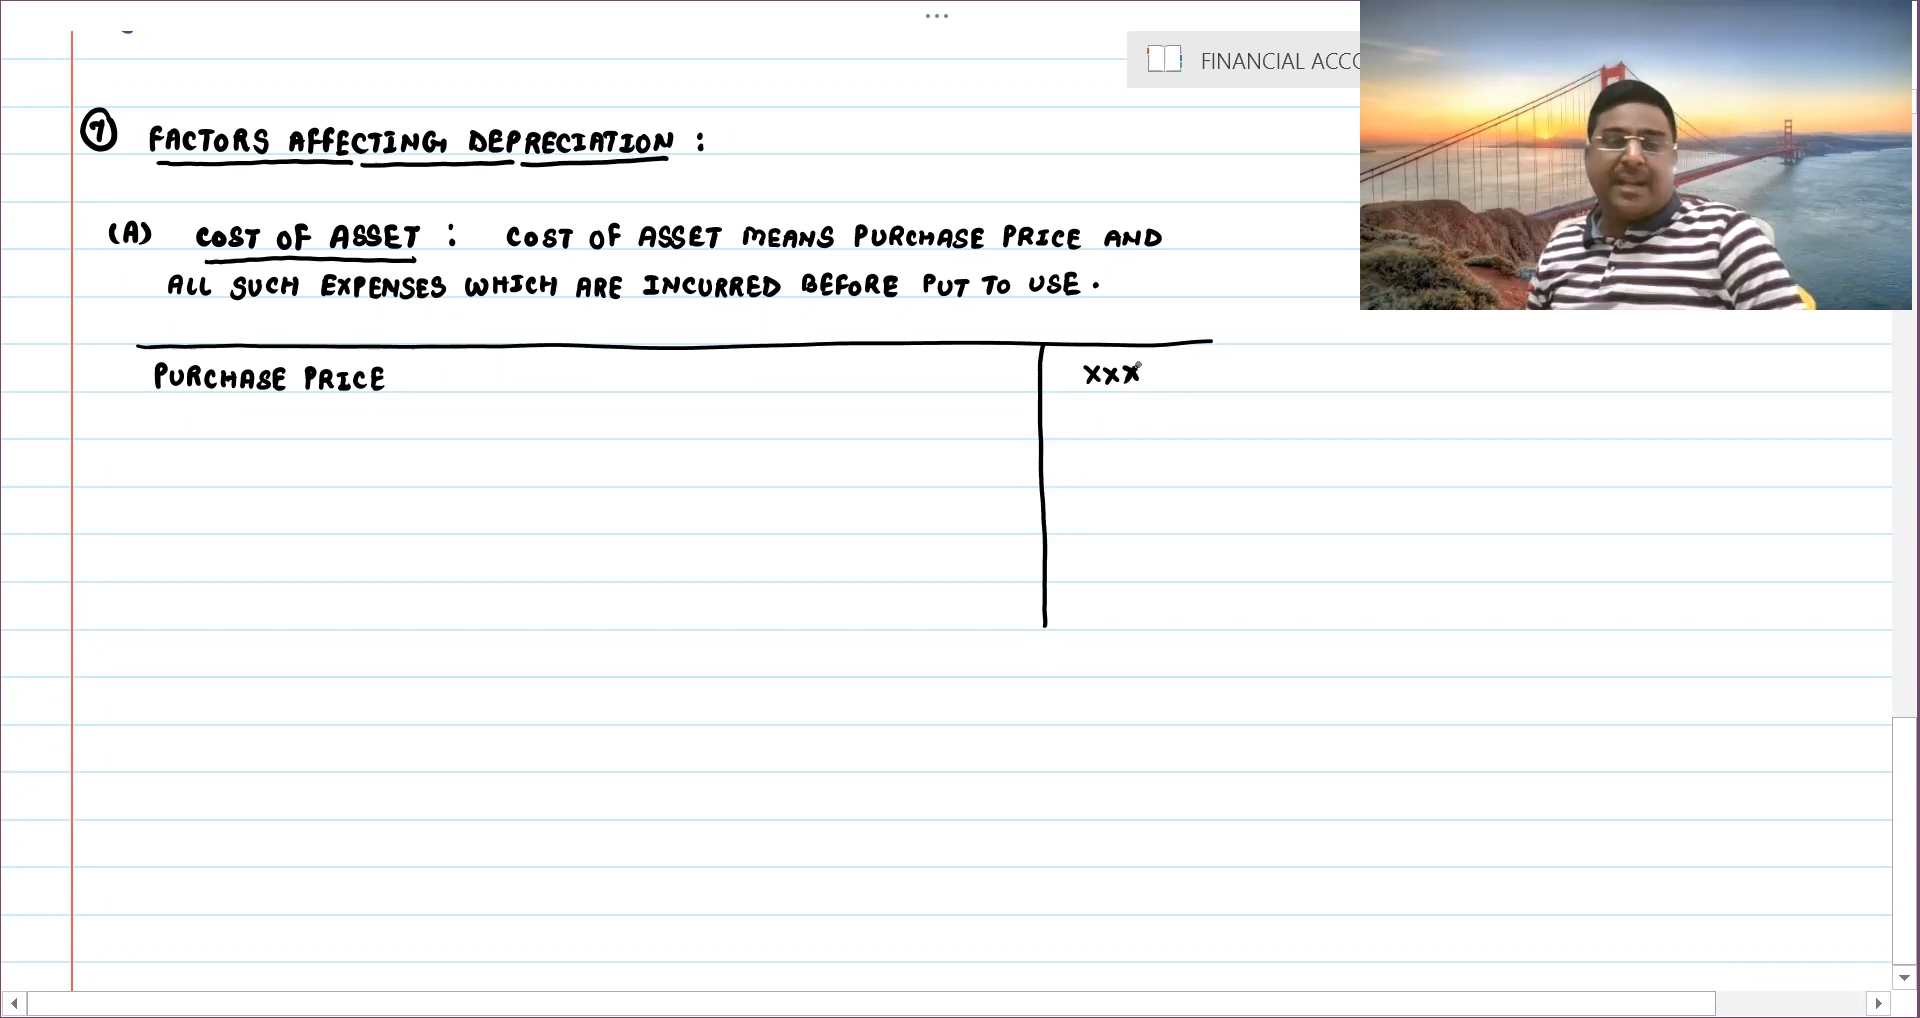 FINANCIAL ACCO
7 FACTORS AFFECTING DEPRECIATION :
(A) COST OF ASSET : COST OF ASSET MEANS PURCHASE PRICE AND
ALL SUCH EXPENSES WHICH ARE INCURRED BEFORE PUT TO USE.
PURCHASE PRICE XXX